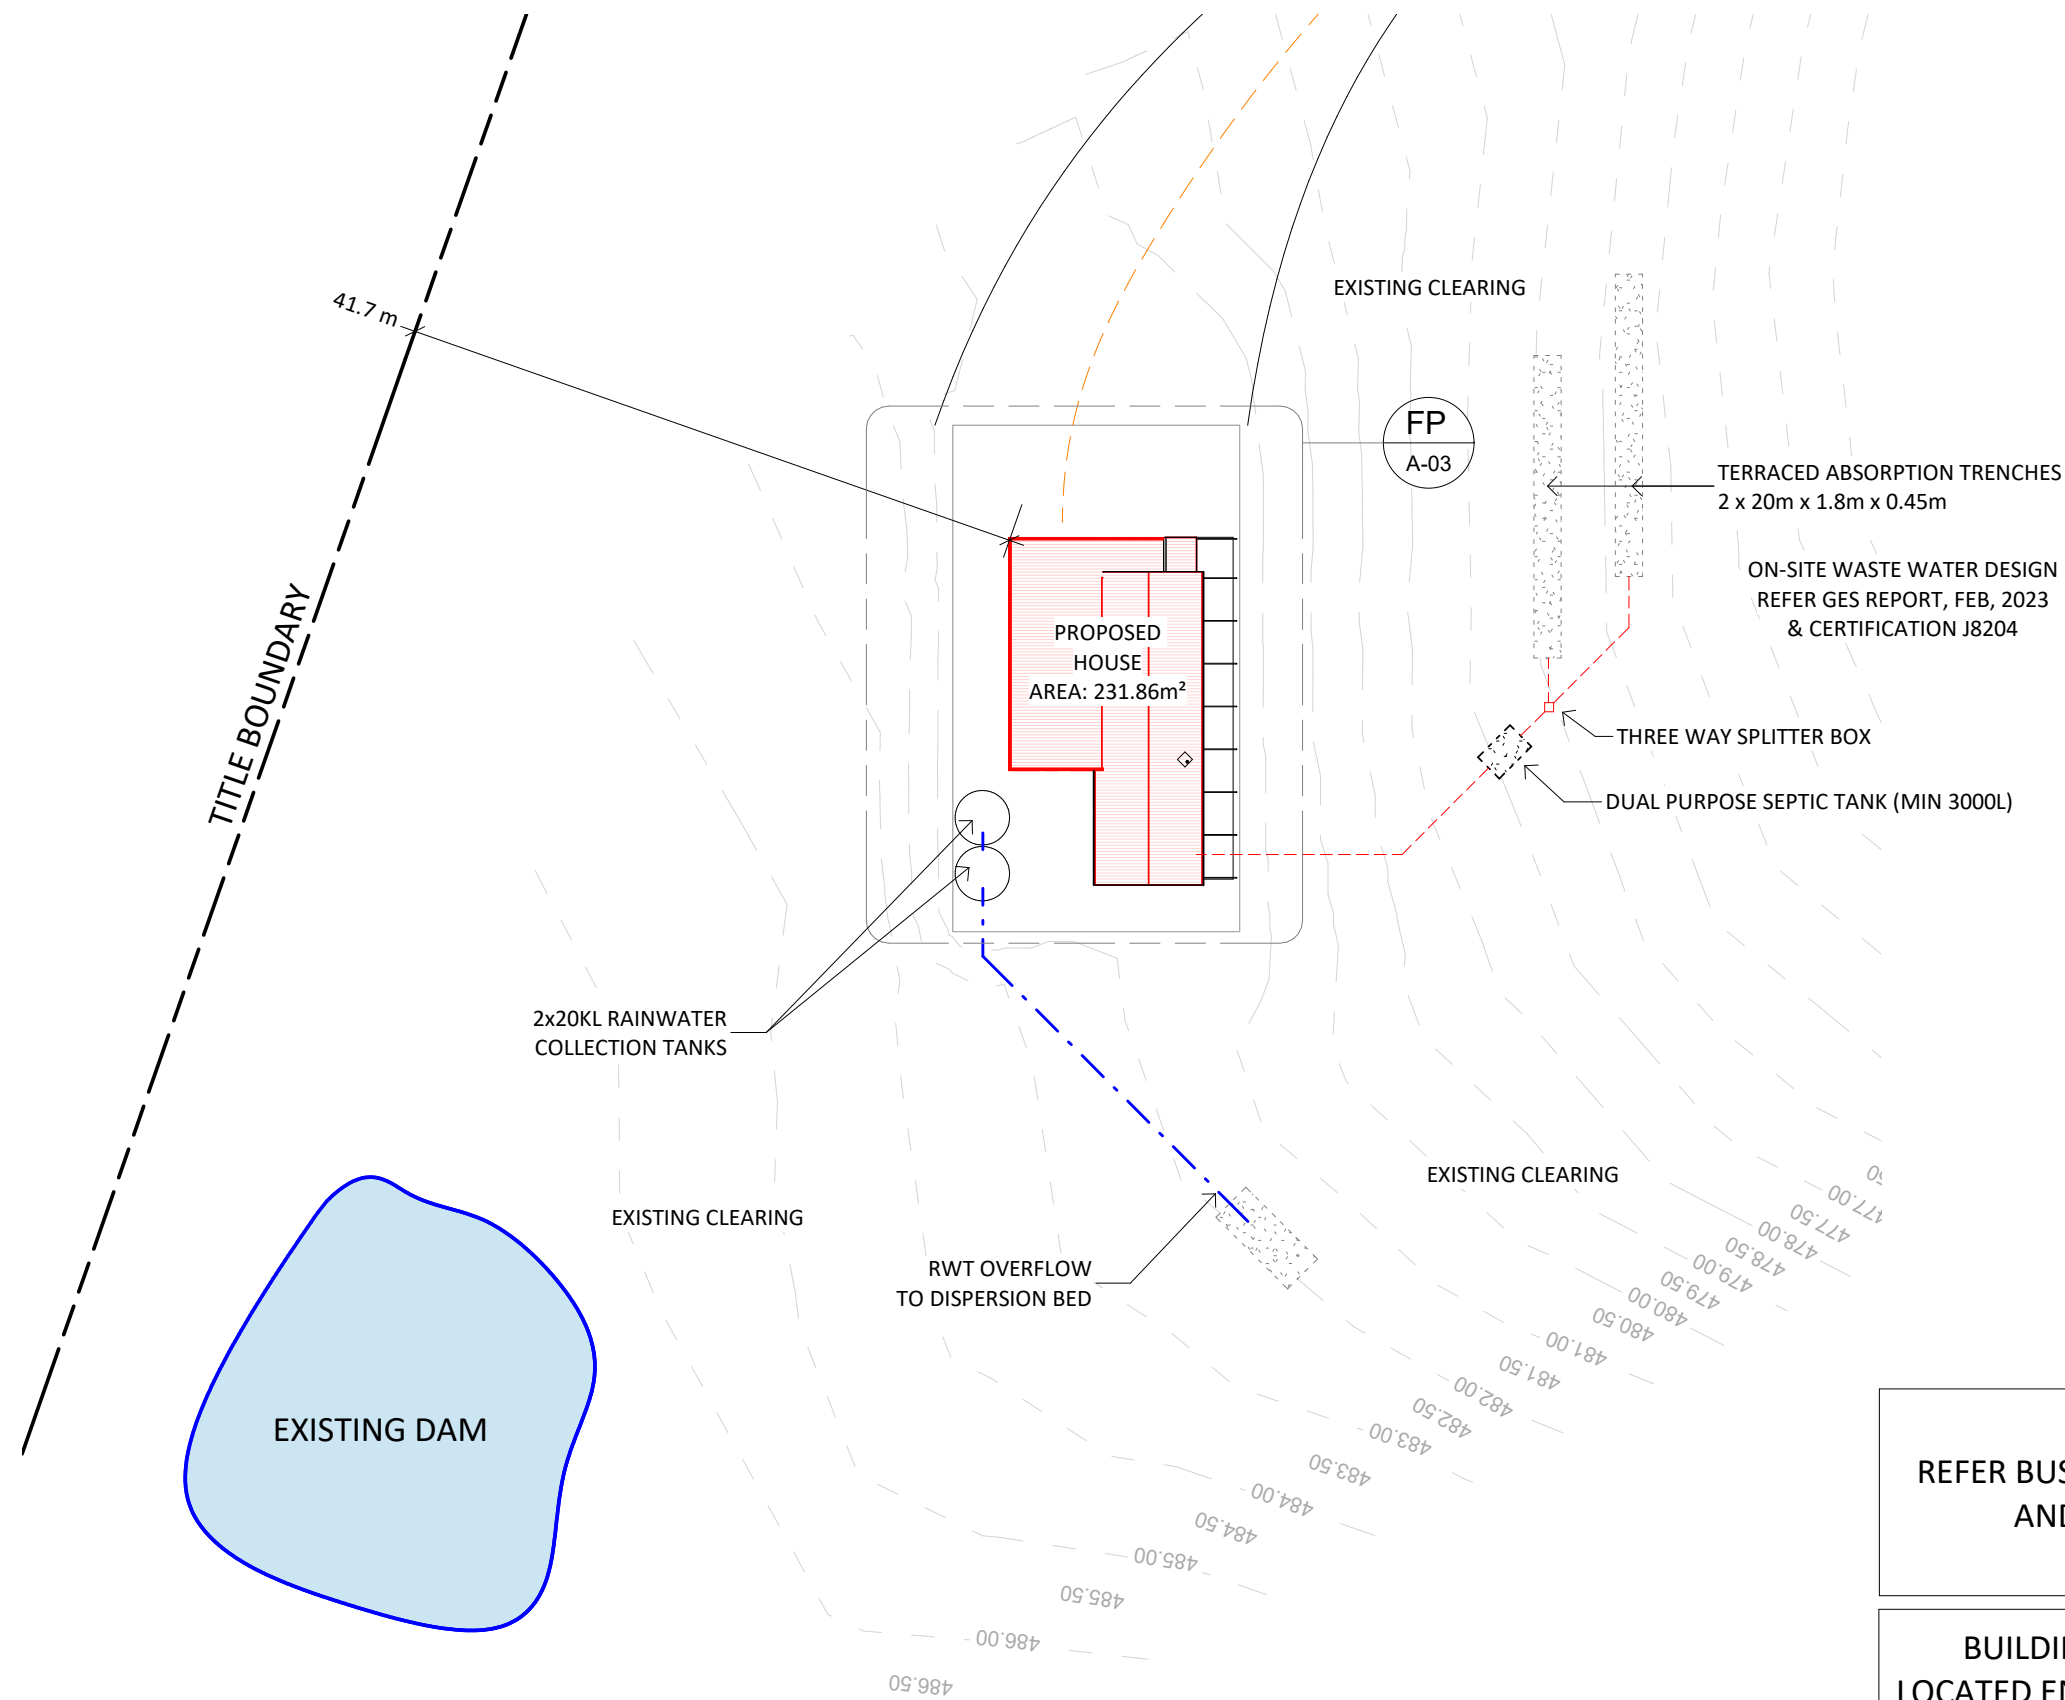 41.7 m
EXISTING CLEARING
FP
A-03
TERRACED ABSORPTION TRENCHES
2 x 20m x 1.8m x 0.45m
ON-SITE WASTE WATER DESIGN
REFER GES REPORT, FEB, 2023
& CERTIFICATION J8204
TITLE BOUNDARY
PROPOSED
HOUSE
AREA: 231.86m²
THREE WAY SPLITTER BOX
DUAL PURPOSE SEPTIC TANK (MIN 3000L)
2x20KL RAINWATER
COLLECTION TANKS
EXISTING CLEARING
EXISTING CLEARING
RWT OVERFLOW
TO DISPERSION BED
EXISTING DAM
477.00
477.50
478.00
478.50
479.00
479.50
480.00
480.50
481.00
481.50
482.00
482.50
483.00
483.50
484.00
484.50
485.00
485.50
486.00
486.50
REFER BUS
AND
BUILDI
LOCATED